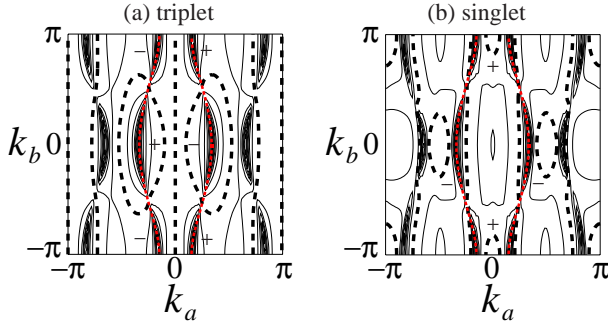 (a) triplet
(b) singlet
π
π
− +
+
k_b 0
k_b 0
+ −
− −
− +
+
−π
−π
−π 0 π
−π 0 π
k_a
k_a